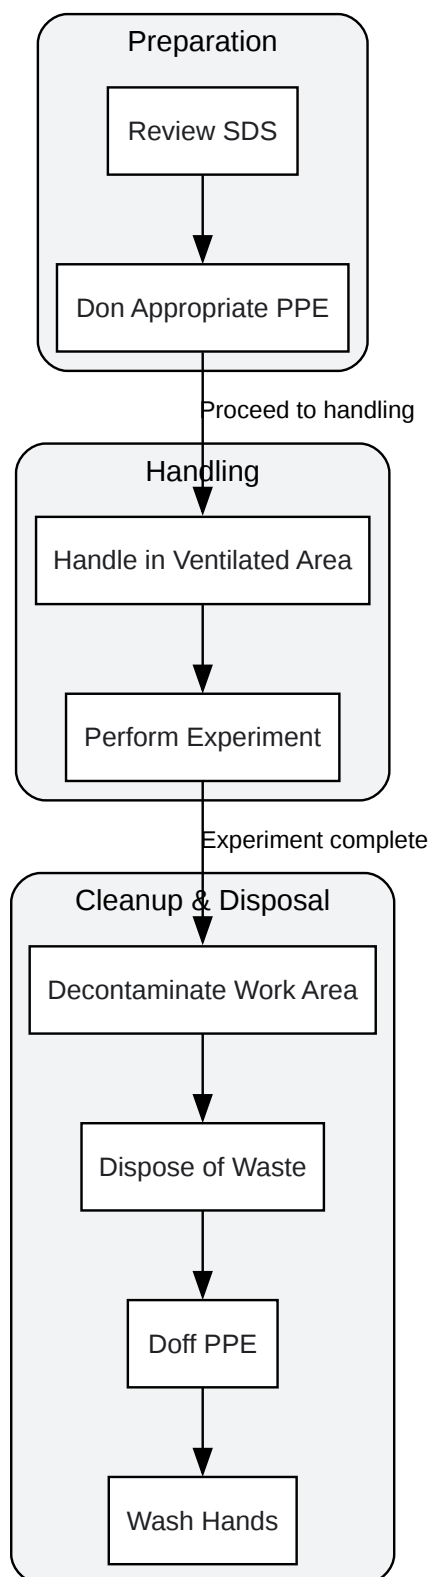 Preparation
Review SDS
Don Appropriate PPE
Proceed to handling
Handling
Handle in Ventilated Area
Perform Experiment
Experiment complete
Cleanup & Disposal
Decontaminate Work Area
Dispose of Waste
Doff PPE
Wash Hands